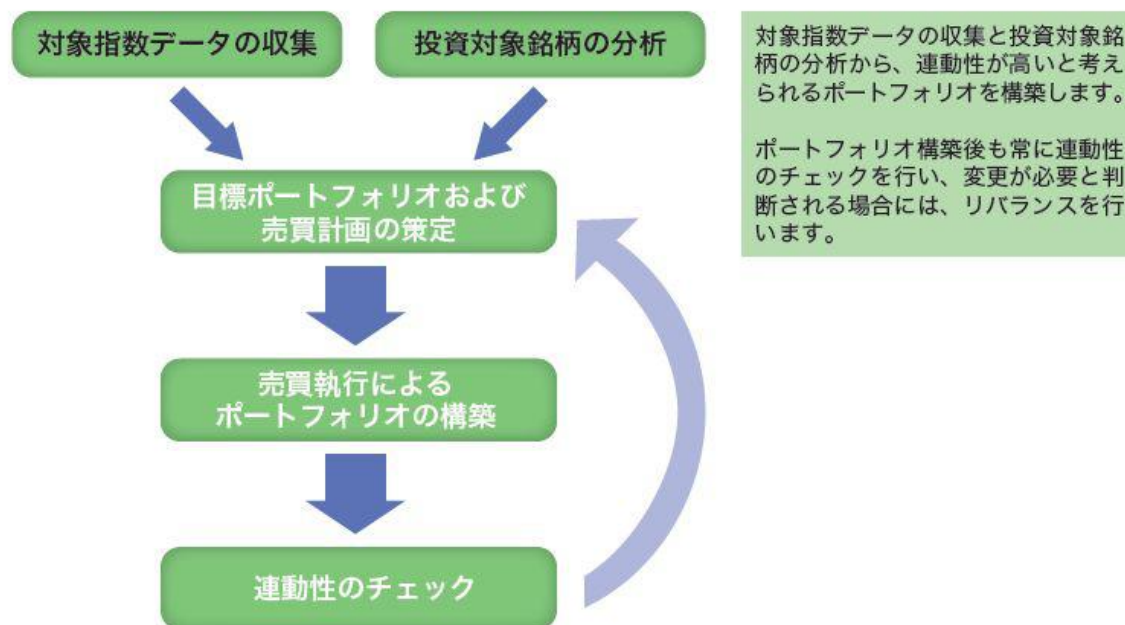 対象指数データの収集
投資対象銘柄の分析
目標ポートフォリオおよび
売買計画の策定
売買執行による
ポートフォリオの構築
連動性のチェック
対象指数データの収集と投資対象銘
柄の分析から、連動性が高いと考え
られるポートフォリオを構築します。
ポートフォリオ構築後も常に連動性
のチェックを行い、変更が必要と判
断される場合には、リバランスを行
います。